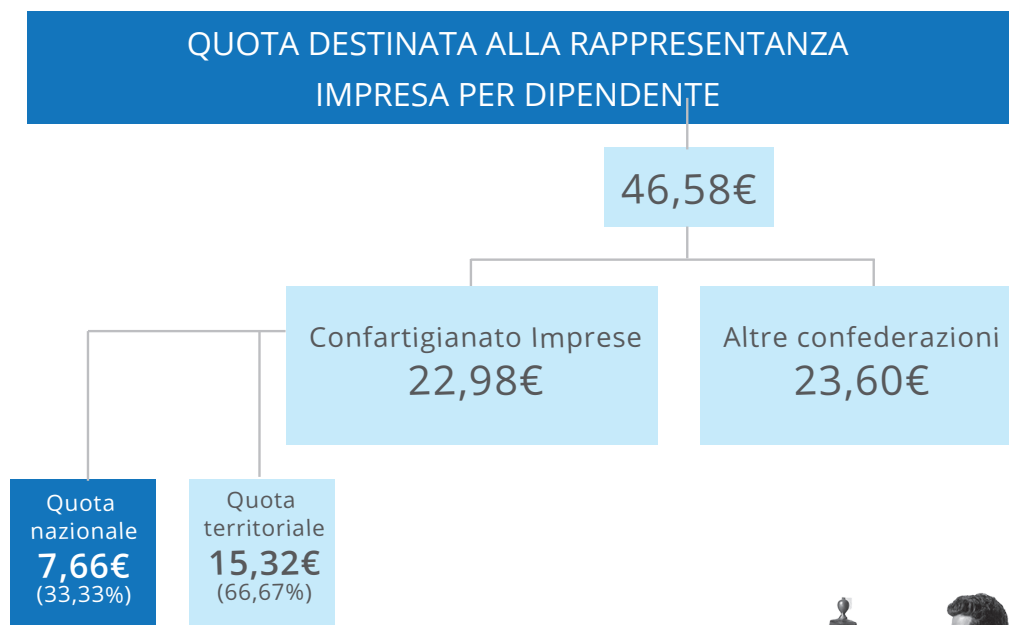 QUOTA DESTINATA ALLA RAPPRESENTANZA
IMPRESA PER DIPENDENTE
46,58€
Confartigianato Imprese
22,98€
Altre confederazioni
23,60€
Quota
nazionale
7,66€
(33,33%)
Quota
territoriale
15,32€
(66,67%)